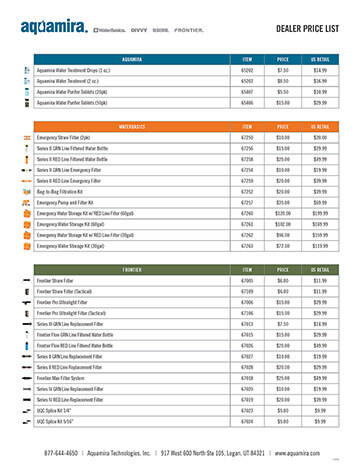 aquamira. WaterBasics. DIVVY FRONTIER. DEALER PRICE LIST
AQUAMIRA ITEM PRICE US RETAIL
Aquamira Water Treatment Drops (1 oz.) 65202 $7.50 $14.99
Aquamira Water Treatment Drops (2 oz.) 65203 $8.50 $16.99
Aquamira Water Purifier Tablets (20pk) 65407 $5.50 $10.99
Aquamira Water Purifier Tablets (50pk) 65406 $15.00 $29.99
WATERBASICS ITEM PRICE US RETAIL
Emergency Straw Filter (2pk) 67250 $10.00 $20.00
Series II GRN Line Filtered Water Bottle 67256 $15.00 $29.99
Series II RED Line Filtered Water Bottle 67258 $25.00 $49.99
Series II GRN Line Emergency Filter 67254 $10.00 $19.99
Series II RED Line Emergency Filter 67259 $20.00 $39.99
Bag-to-Bag Filtration Kit 67252 $20.00 $39.99
Emergency Pump and Filter Kit 67257 $35.00 $69.99
Emergency Water Storage Kit w/ RED Line Filter (60gal) 67260 $120.00 $199.99
Emergency Water Storage Kit (60gal) 67261 $102.00 $169.99
Emergency Water Storage Kit w/ RED Line Filter (30gal) 67262 $96.00 $159.99
Emergency Water Storage Kit (30gal) 67263 $72.00 $119.99
FRONTIER ITEM PRICE US RETAIL
Frontier Straw Filter 67005 $6.00 $11.99
Frontier Straw Filter (Tactical) 67109 $6.00 $11.99
Frontier Pro Ultralight Filter 67006 $15.00 $29.99
Frontier Pro Ultralight Filter (Tactical) 67106 $15.00 $29.99
Series III GRN Line Replacement Filter 67013 $7.50 $14.99
Frontier Flow GRN Line Filtered Water Bottle 67015 $15.00 $29.99
Frontier Flow RED Line Filtered Water Bottle 67026 $25.00 $49.99
Series II GRN Line Replacement Filter 67027 $10.00 $19.99
Series II RED Line Replacement Filter 67028 $20.00 $39.99
Frontier Max Filter System 67018 $25.00 $49.99
Series IV GRN Line Replacement Filter 67020 $10.00 $19.99
Series IV RED Line Replacement Filter 67019 $20.00 $39.99
UQC Splice Kit 1/4" 67023 $5.00 $9.99
UQC Splice Kit 5/16" 67024 $5.00 $9.99
877-644-4650 | Aquamira Technologies, Inc. | 917 West 600 North Ste 105, Logan, UT 84321 | www.aquamira.com